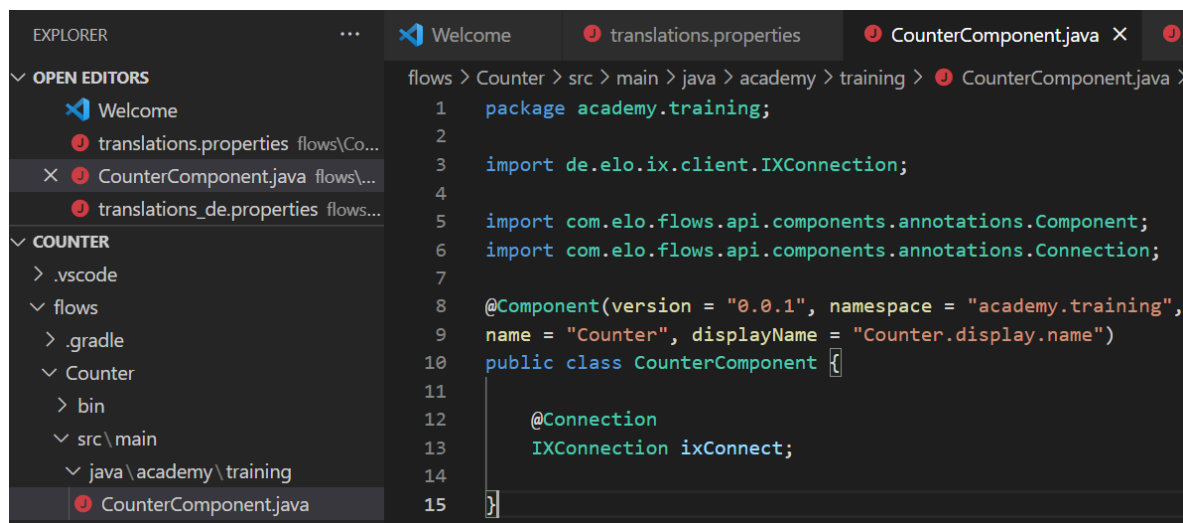 EXPLORER ...
OPEN EDITORS
Welcome
translations.properties flows\Co...
CounterComponent.java flows\...
translations_de.properties flows...
COUNTER
.vscode
flows
.gradle
Counter
bin
src\main
java\academy\training
CounterComponent.java
Welcome translations.properties CounterComponent.java
flows > Counter > src > main > java > academy > training > CounterComponent.java >
1 package academy.training;
2
3 import de.elo.ix.client.IXConnection;
4
5 import com.elo.flows.api.components.annotations.Component;
6 import com.elo.flows.api.components.annotations.Connection;
7
8 @Component(version = "0.0.1", namespace = "academy.training",
9 name = "Counter", displayName = "Counter.display.name")
10 public class CounterComponent {
11
12 @Connection
13 IXConnection ixConnect;
14
15 }